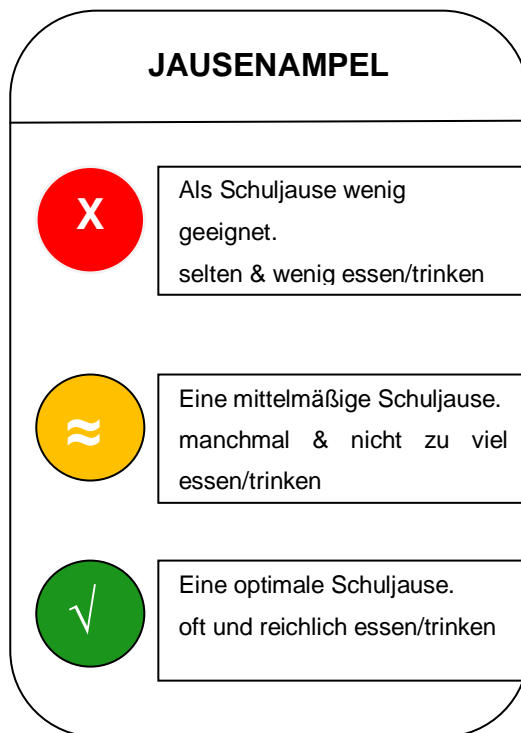 JAUSENAMPEL
X
Als Schuljause wenig
geeignet.
selten & wenig essen/trinken
≈
Eine mittelmäßige Schuljause.
manchmal & nicht zu viel
essen/trinken
√
Eine optimale Schuljause.
oft und reichlich essen/trinken